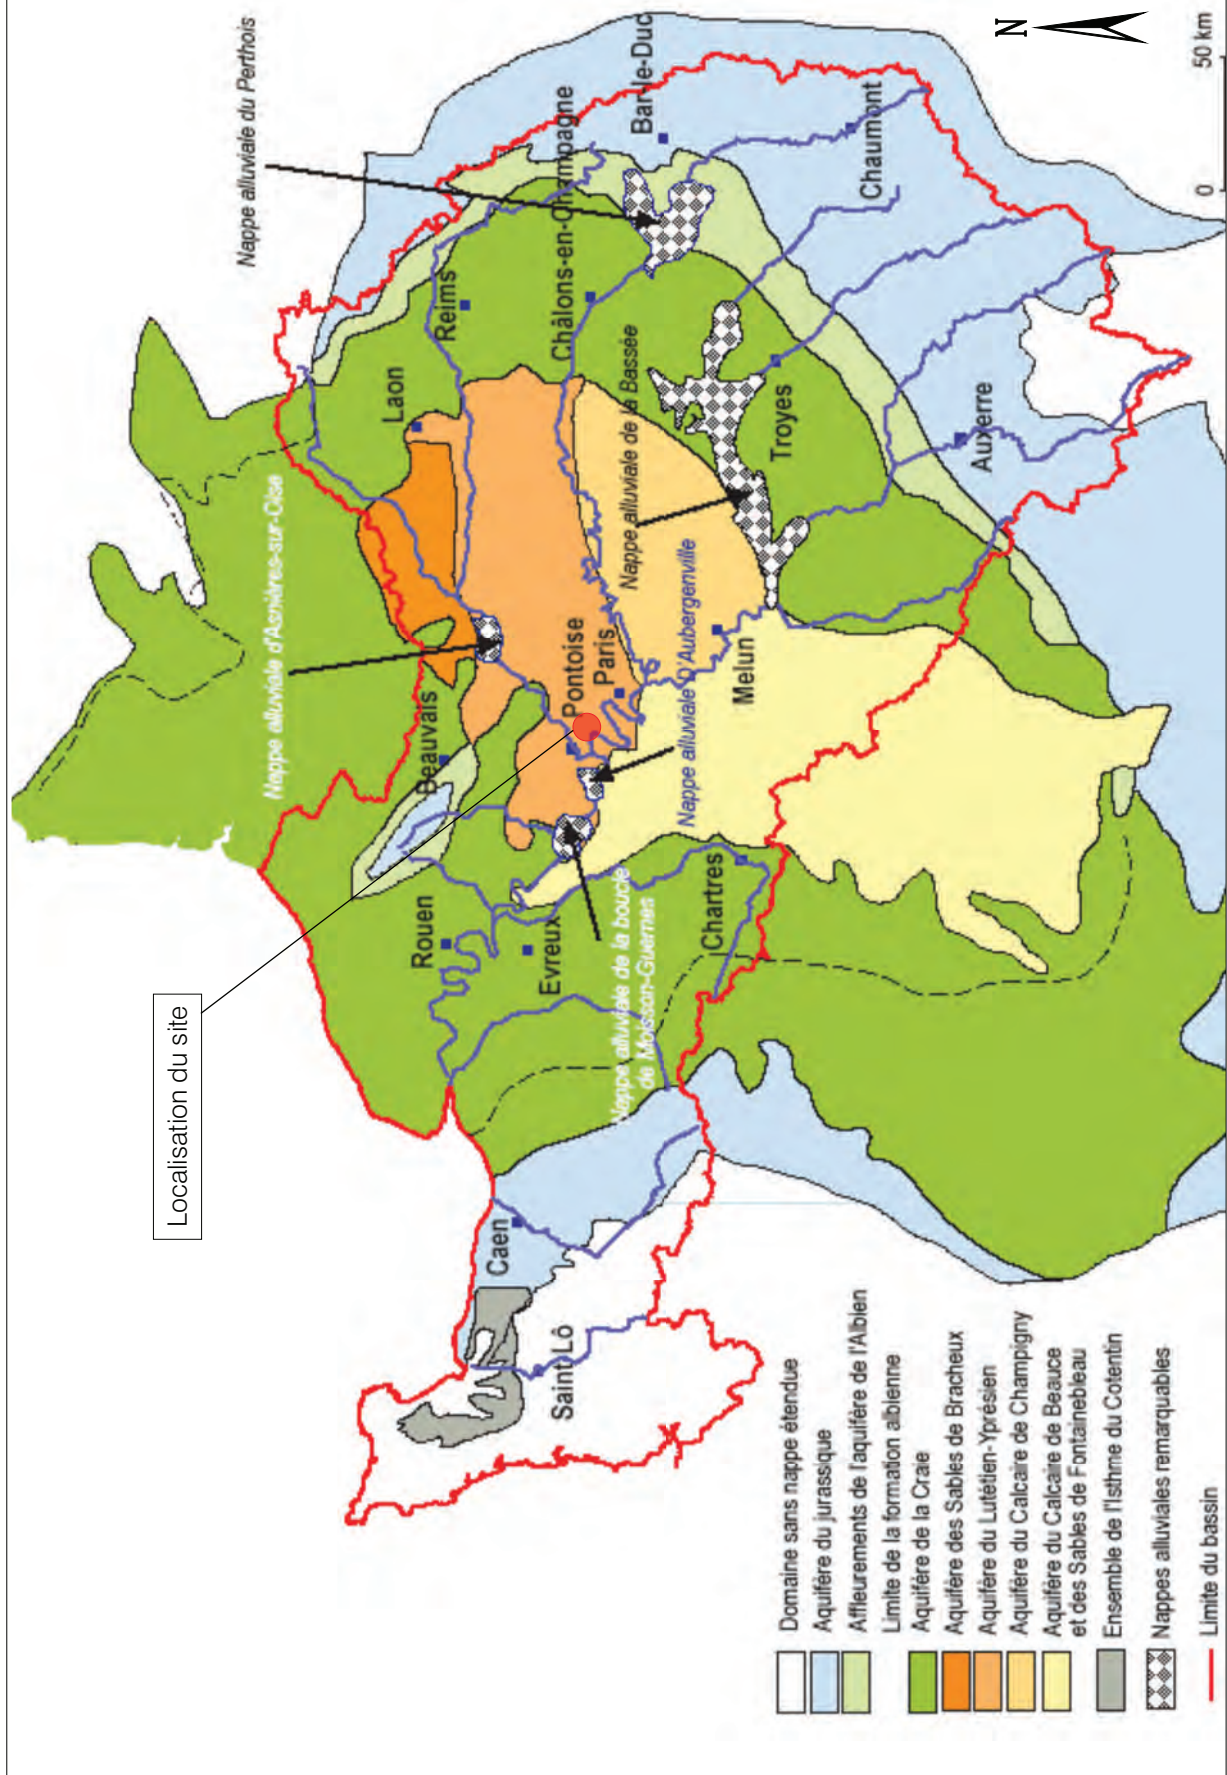 Localisation du site
Nappe alluviale du Perthois
Nappe alluviale d'Asnières-sur-Oise
Nappe alluviale de la Bassée
Nappe alluviale D'Aubergenville
Nappe alluviale de la boucle
de Moisson-Guernes
Bar-le-Duc
Châlons-en-Champagne
Chaumont
Reims
Laon
Troyes
Auxerre
Beauvais
Pontoise
Paris
Melun
Rouen
Evreux
Chartres
Caen
Saint Lô
N
0
50 km
Domaine sans nappe étendue
Aquifère du jurassique
Affleurements de l'aquifère de l'Albien
Limite de la formation albienne
Aquifère de la Craie
Aquifère des Sables de Bracheux
Aquifère du Lutétien-Yprésien
Aquifère du Calcaire de Champigny
Aquifère du Calcaire de Beauce
et des Sables de Fontainebleau
Ensemble de l'Isthme du Cotentin
Nappes alluviales remarquables
Limite du bassin